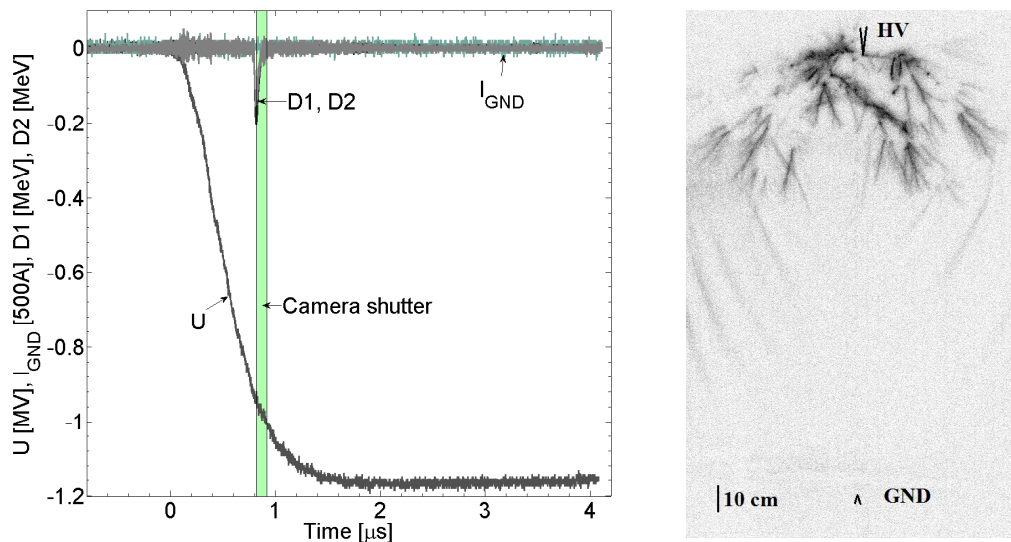 U [MV], I_GND [500A], D1 [MeV], D2 [MeV]
0
-0.2
-0.4
-0.6
-0.8
-1
-1.2
D1, D2
I_GND
U
Camera shutter
0
1
2
3
4
Time [μs]
HV
10 cm
GND